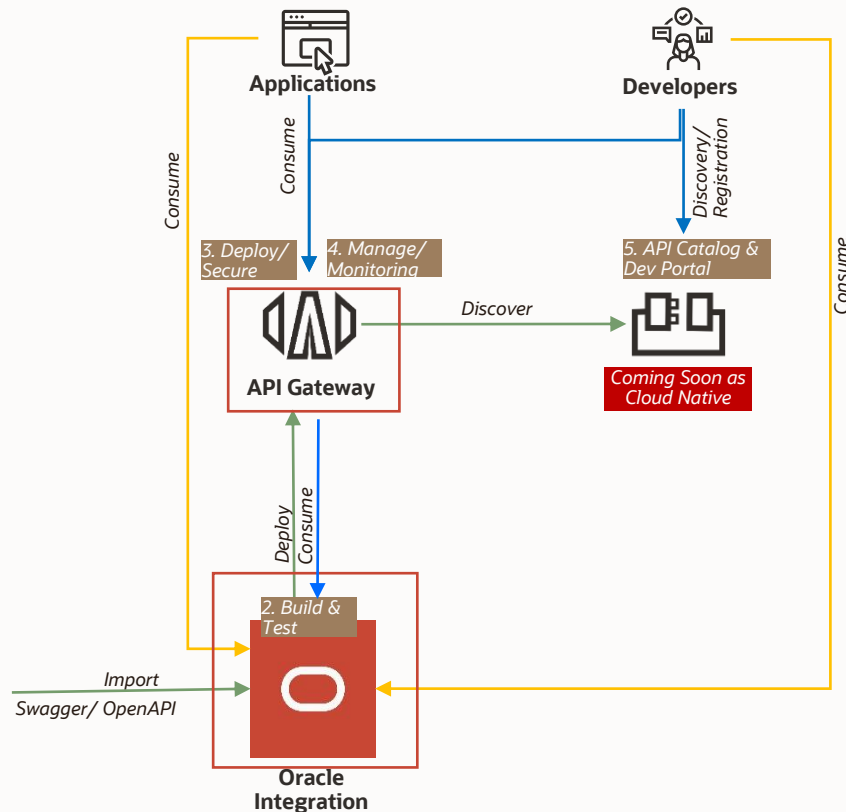 Applications
Developers
Consume
Consume
Discovery/
Registration
Consume
3. Deploy/
Secure
4. Manage/
Monitoring
5. API Catalog &
Dev Portal
Discover
API Gateway
Coming Soon as
Cloud Native
Deploy
Consume
2. Build &
Test
Import
Swagger/ OpenAPI
Oracle
Integration